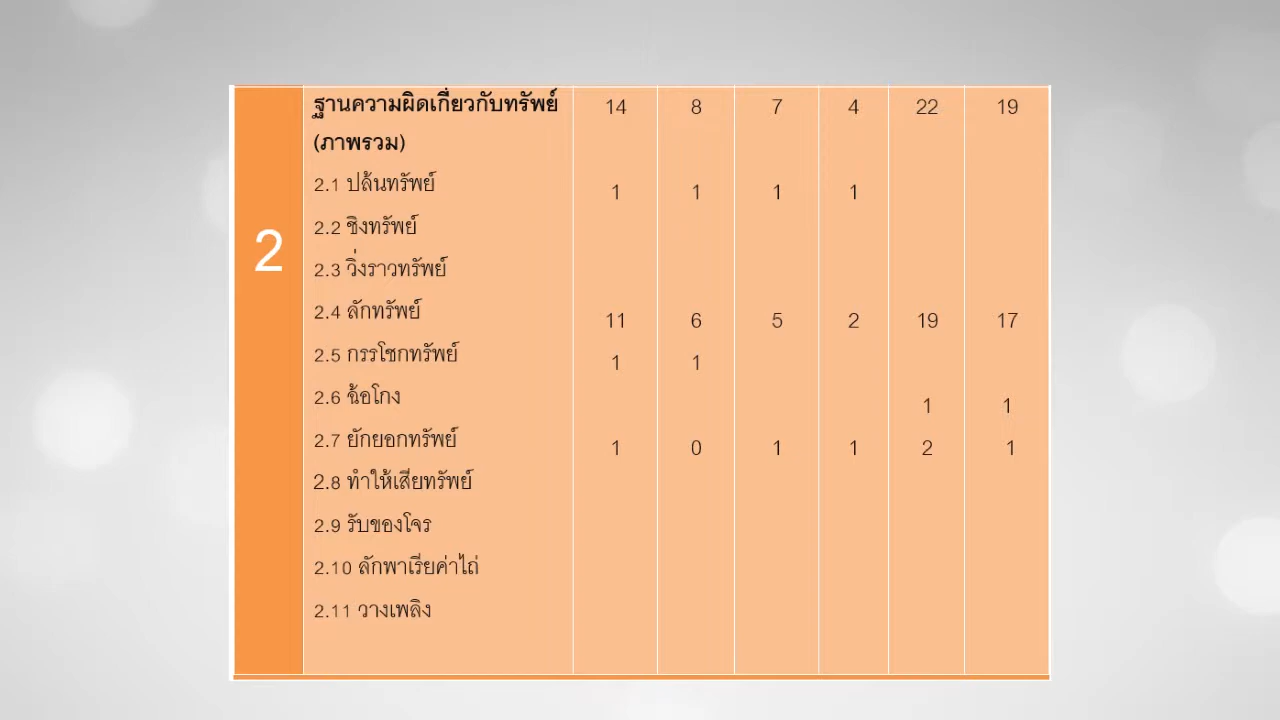 ฐานความผิดเกี่ยวกับทรัพย์ 14 8 7 4 22 19
(ภาพรวม)
2.1 ปล้นทรัพย์ 1 1 1 1
2.2 ชิงทรัพย์
2
2.3 วิ่งราวทรัพย์
2.4 ลักทรัพย์ 11 6 5 2 19 17
2.5 กรรโชกทรัพย์ 1 1
2.6 ฉ้อโกง 1 1
2.7 ยักยอกทรัพย์ 1 0 1 1 2 1
2.8 ทำให้เสียทรัพย์
2.9 รับของโจร
2.10 ลักพาเรียค่าไถ่
2.11 วางเพลิง